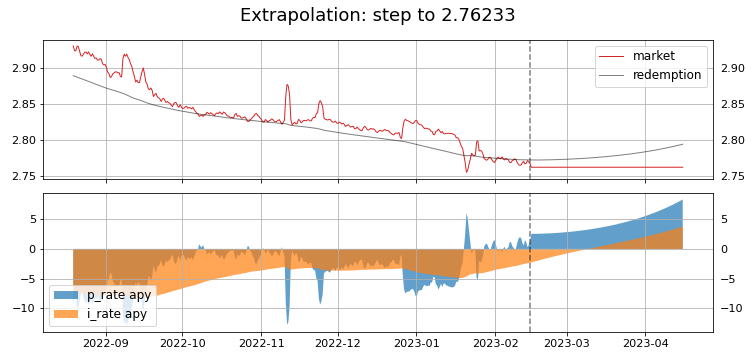 Extrapolation: step to 2.76233
2.90
2.85
2.80
2.75
market
redemption
2.90
2.85
2.80
2.75
5
0
−5
−10
p_rate apy
i_rate apy
5
0
−5
−10
2022-09 2022-10 2022-11 2022-12 2023-01 2023-02 2023-03 2023-04